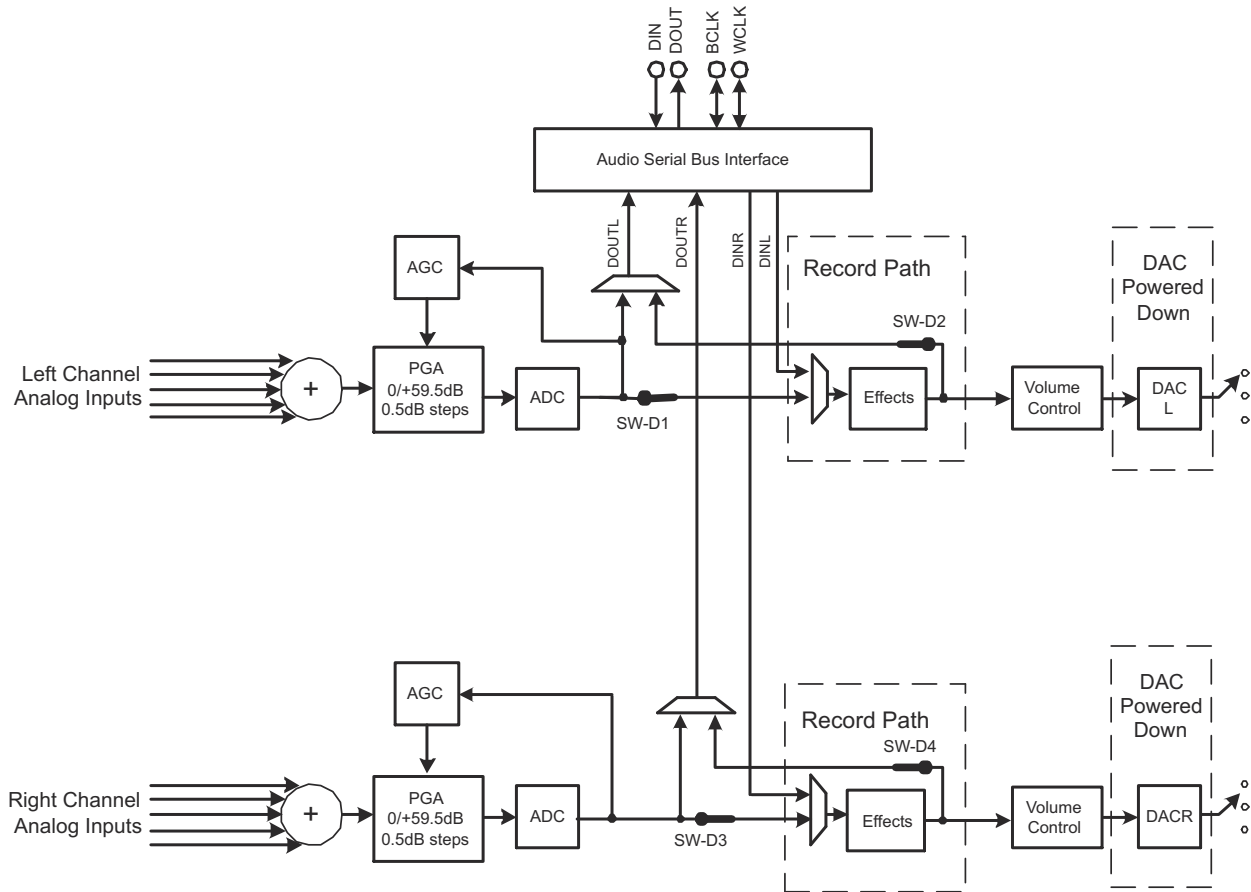 DIN
DOUT
BCLK
WCLK
Audio Serial Bus Interface
DOUTL
DOUTR
DINR
DINL
Record Path
DAC
Powered
Down
AGC
SW-D2
Left Channel
Analog Inputs
+
PGA
0/+59.5dB
0.5dB steps
ADC
SW-D1
Effects
Volume
Control
DAC
L
AGC
Record Path
DAC
Powered
Down
SW-D4
Right Channel
Analog Inputs
+
PGA
0/+59.5dB
0.5dB steps
ADC
SW-D3
Effects
Volume
Control
DACR